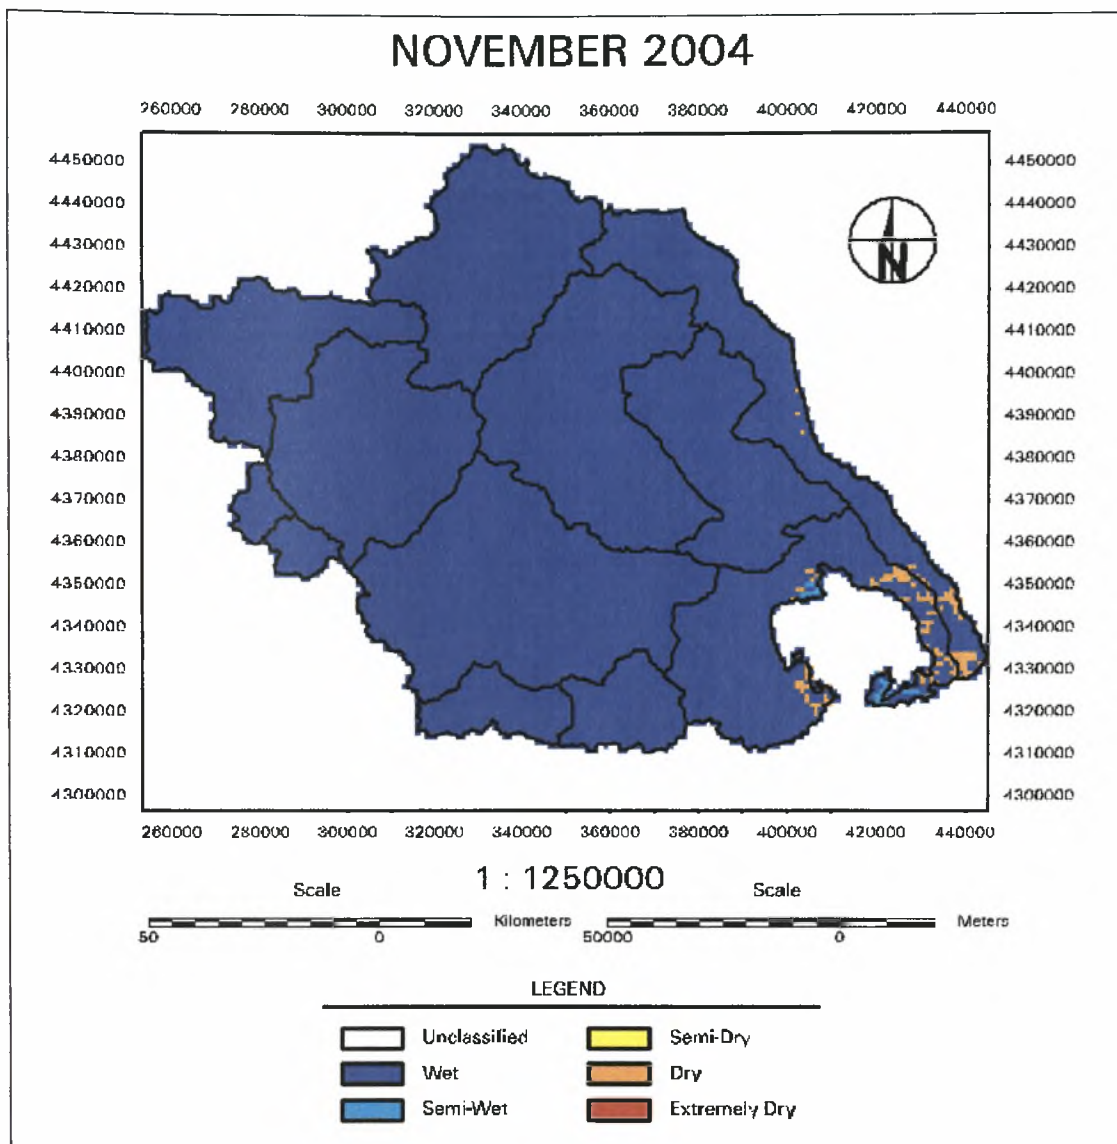 NOVEMBER 2004
260000 280000 300000 320000 340000 360000 380000 400000 420000 440000
4450000 4450000
4440000 4440000
N
4430000 4430000
4420000 4420000
4410000 4410000
4400000 4400000
4390000 4390000
4380000 4380000
4370000 4370000
4360000 4360000
4350000 4350000
4340000 4340000
4330000 4330000
4320000 4320000
4310000 4310000
4300000 4300000
260000 280000 300000 320000 340000 360000 380000 400000 420000 440000
1 : 1250000
Scale Scale
Kilometers Meters
50 0 50000 0
LEGEND
Unclassified Semi-Dry
Wet Dry
Semi-Wet Extremely Dry